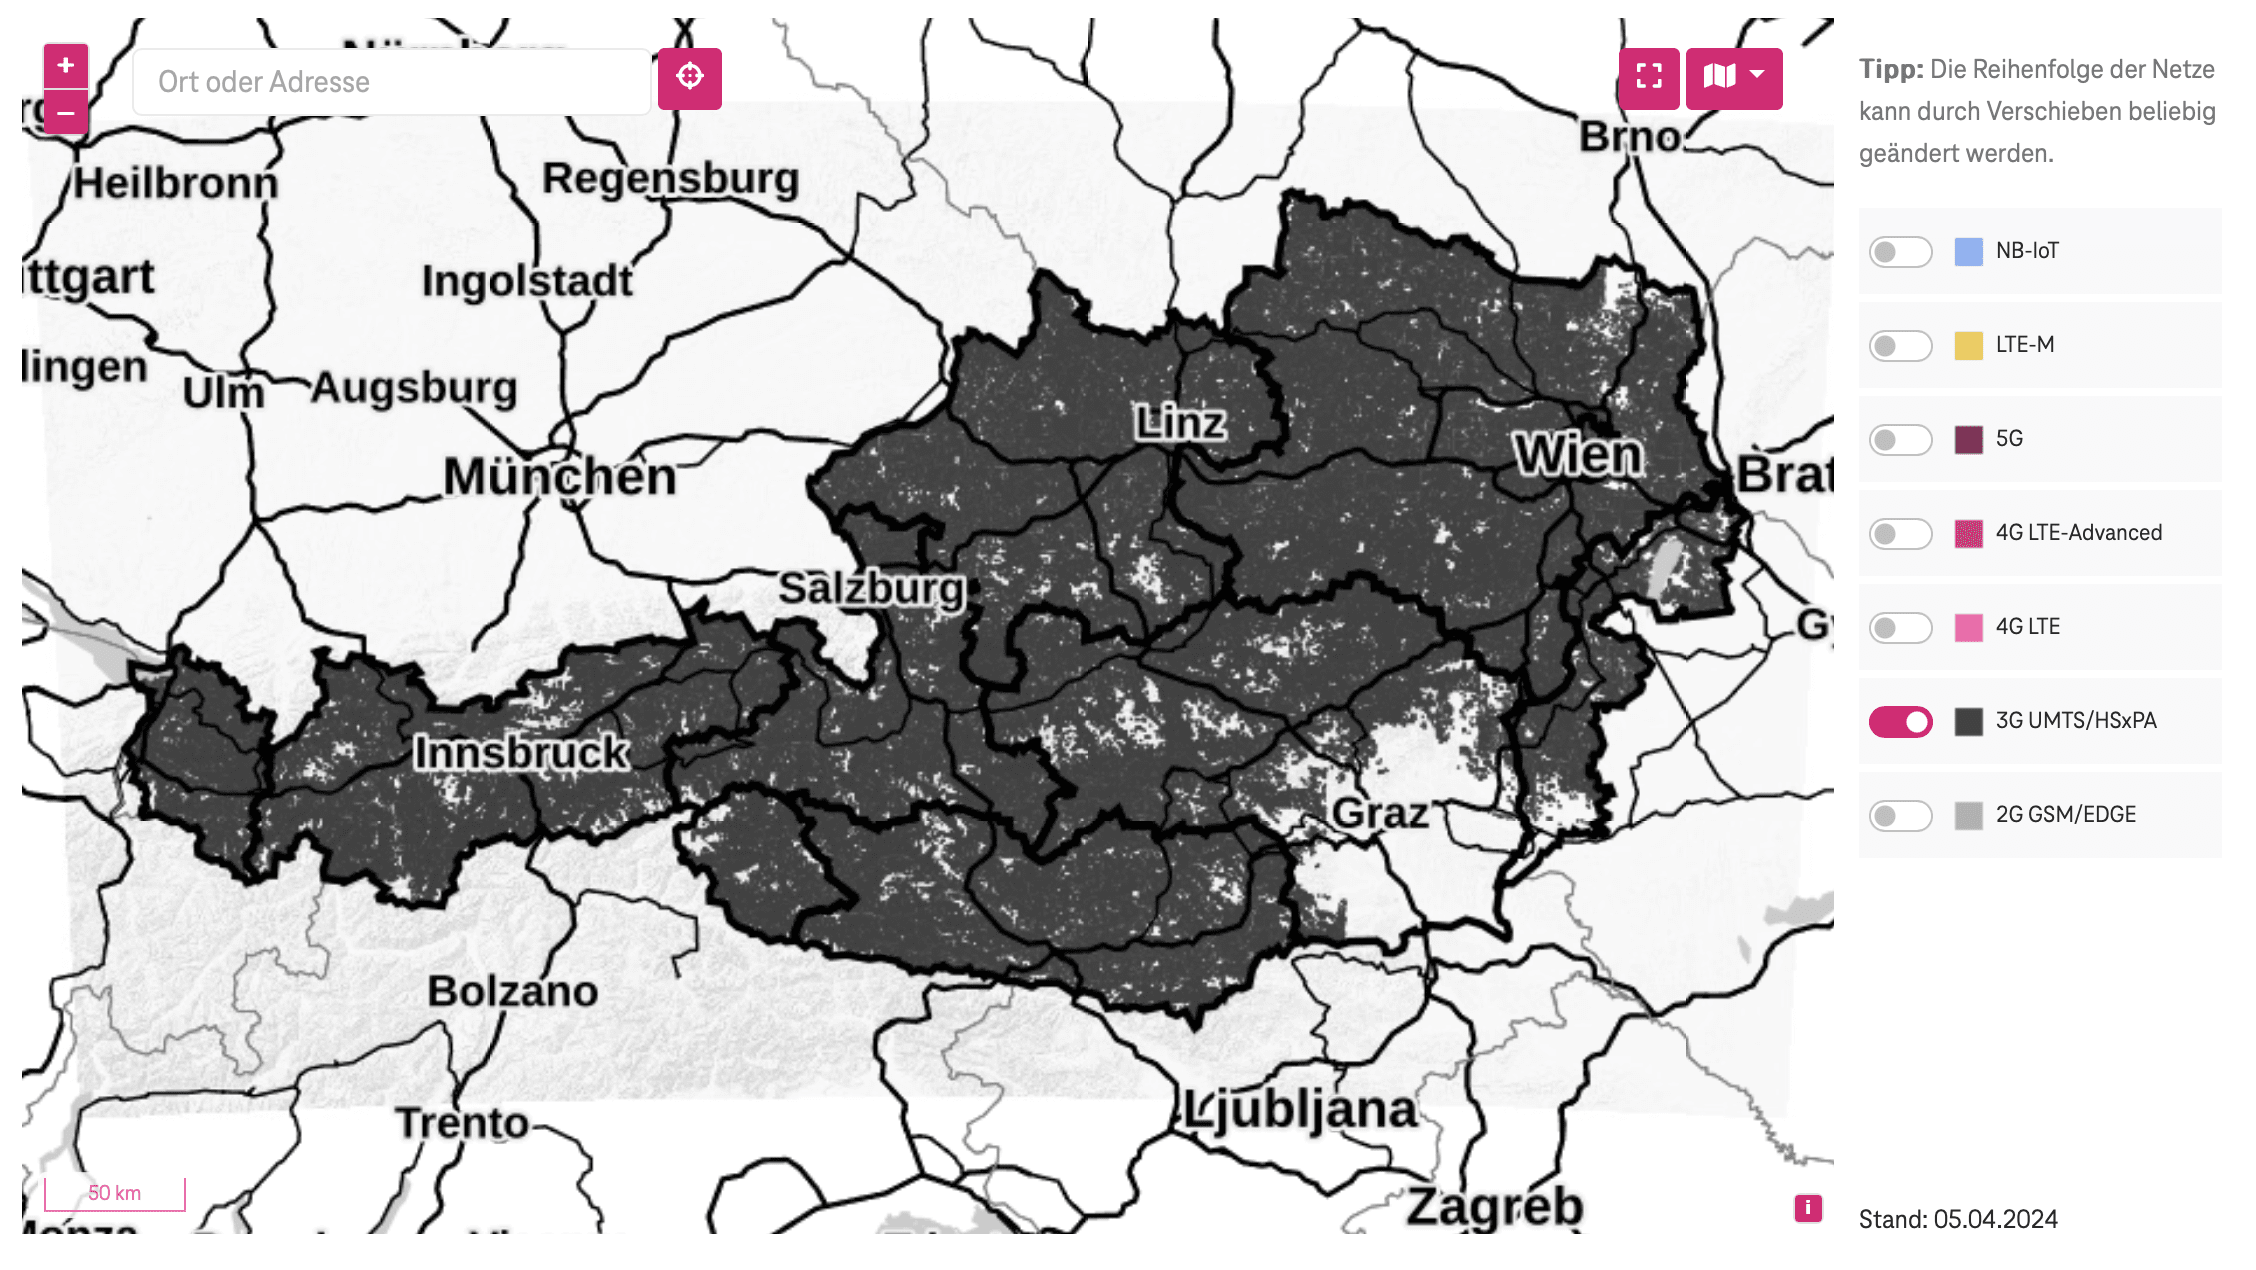 Ort oder Adresse
Brno
Heilbronn
Regensburg
ttgart
Ingolstadt
lingen
Ulm
Augsburg
Linz
Wien
München
Brat
Salzburg
Innsbruck
Graz
Bolzano
Trento
Ljubljana
Zagreb
50 km
Tipp: Die Reihenfolge der Netze
kann durch Verschieben beliebig
geändert werden.
NB-IoT
LTE-M
5G
4G LTE-Advanced
4G LTE
3G UMTS/HSxPA
2G GSM/EDGE
Stand: 05.04.2024